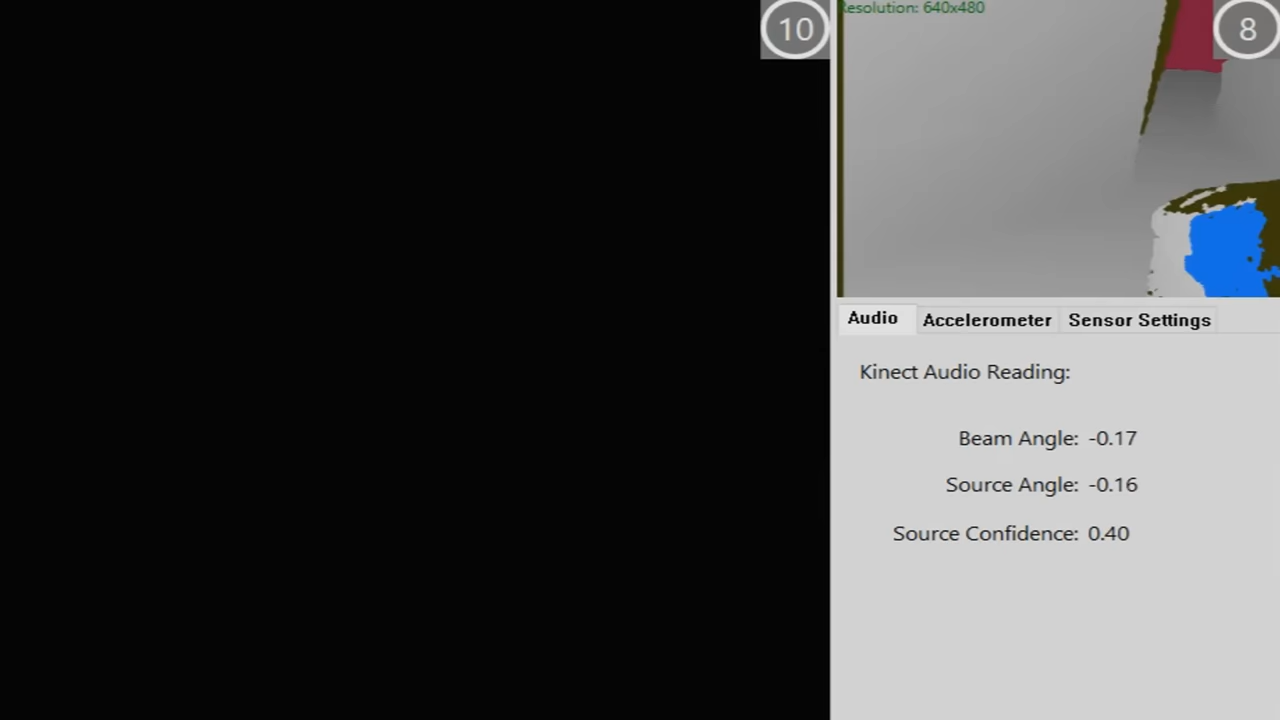 10
Resolution: 640x480
8
Audio
Accelerometer
Sensor Settings
Kinect Audio Reading:
Beam Angle: -0.17
Source Angle: -0.16
Source Confidence: 0.40